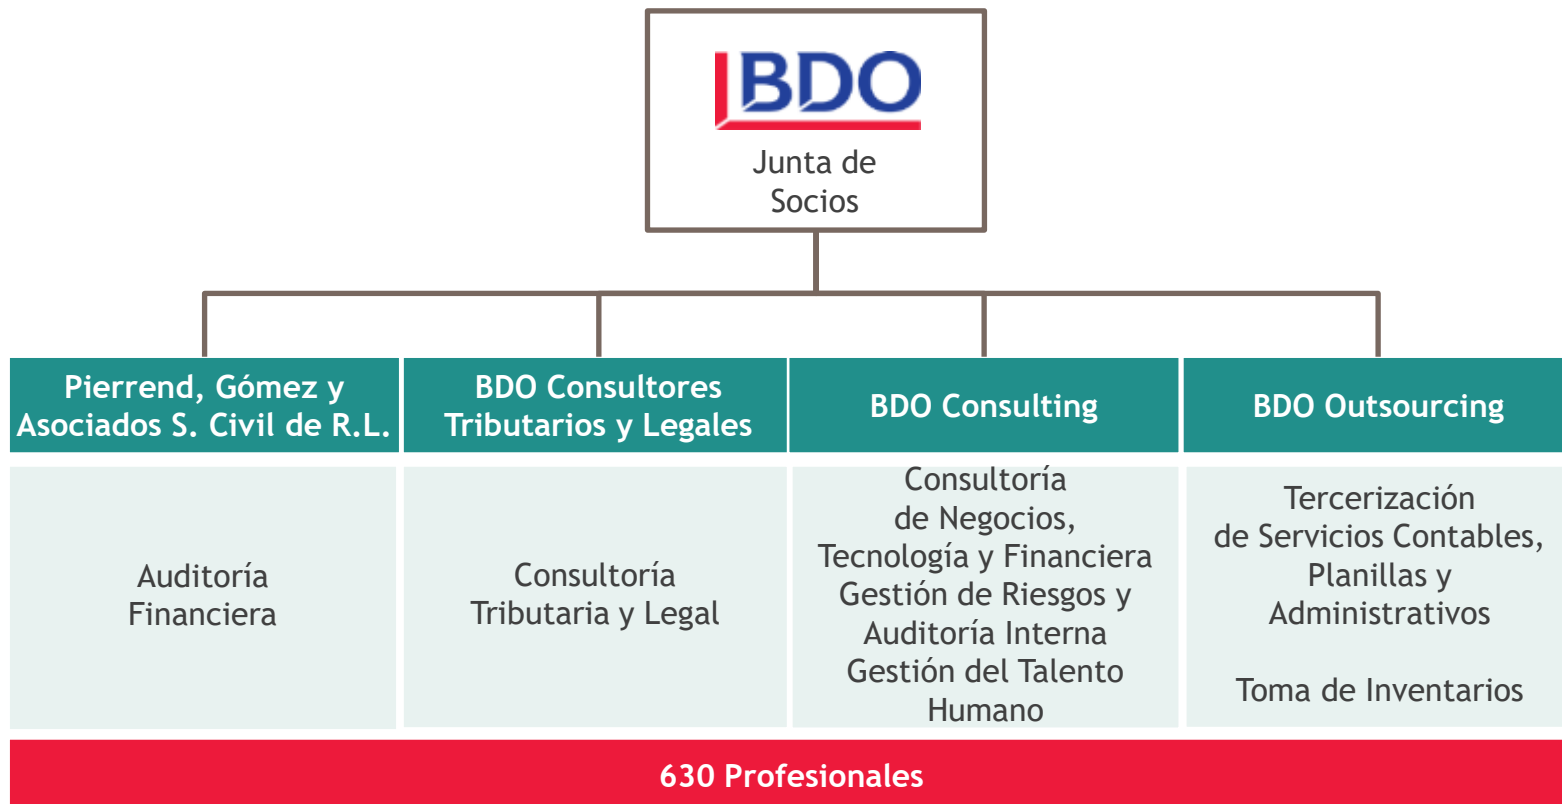 BDO
Junta de
Socios
Pierrend, Gómez y
Asociados S. Civil de R.L.
BDO Consultores
Tributarios y Legales
BDO Consulting
BDO Outsourcing
Auditoría
Financiera
Consultoría
Tributaria y Legal
Consultoría
de Negocios,
Tecnología y Financiera
Gestión de Riesgos y
Auditoría Interna
Gestión del Talento
Humano
Tercerización
de Servicios Contables,
Planillas y
Administrativos
Toma de Inventarios
630 Profesionales